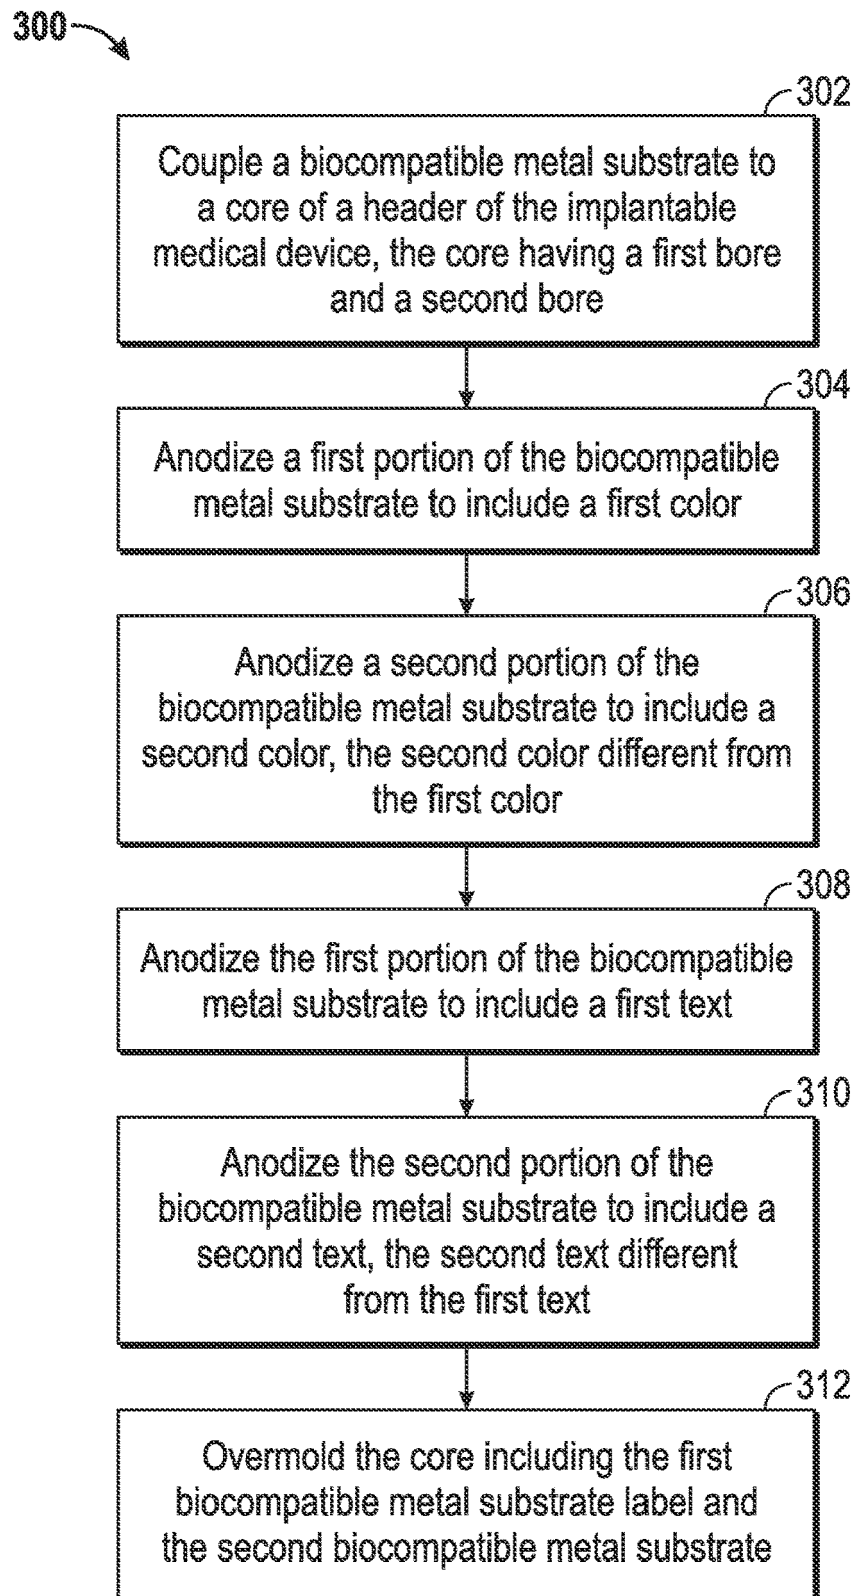 300
302
Couple a biocompatible metal substrate to
a core of a header of the implantable
medical device, the core having a first bore
and a second bore
304
Anodize a first portion of the biocompatible
metal substrate to include a first color
306
Anodize a second portion of the
biocompatible metal substrate to include a
second color, the second color different from
the first color
308
Anodize the first portion of the biocompatible
metal substrate to include a first text
310
Anodize the second portion of the
biocompatible metal substrate to include a
second text, the second text different
from the first text
312
Overmold the core including the first
biocompatible metal substrate label and
the second biocompatible metal substrate